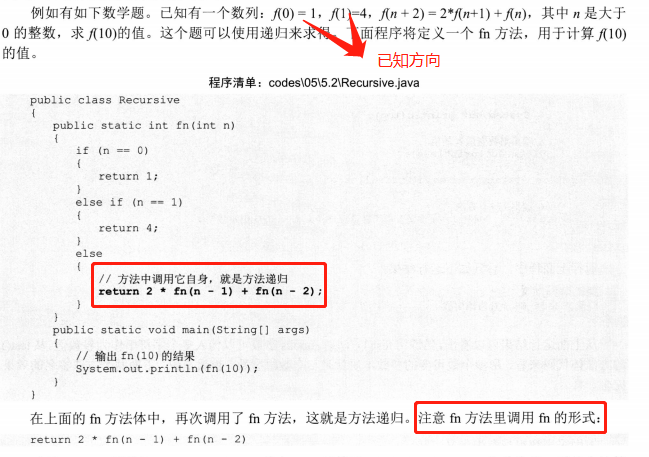 例如有如下数学题。已知有一个数列：f(0) = 1，f(1)=4，f(n + 2) = 2*f(n+1) + f(n)，其中 n 是大于
0 的整数，求 f(10)的值。这个题可以使用递归来求得。下面程序将定义一个 fn 方法，用于计算 f(10)
的值。
已知方向
程序清单：codes\05\5.2\Recursive.java
public class Recursive
{
    public static int fn(int n)
    {
        if (n == 0)
        {
            return 1;
        }
        else if (n == 1)
        {
            return 4;
        }
        else
        {
            // 方法中调用它自身，就是方法递归
            return 2 * fn(n - 1) + fn(n - 2);
        }
    }
    public static void main(String[] args)
    {
        // 输出 fn(10)的结果
        System.out.println(fn(10));
    }
}
在上面的 fn 方法体中，再次调用了 fn 方法，这就是方法递归。注意 fn 方法里调用 fn 的形式：
return 2 * fn(n - 1) + fn(n - 2)